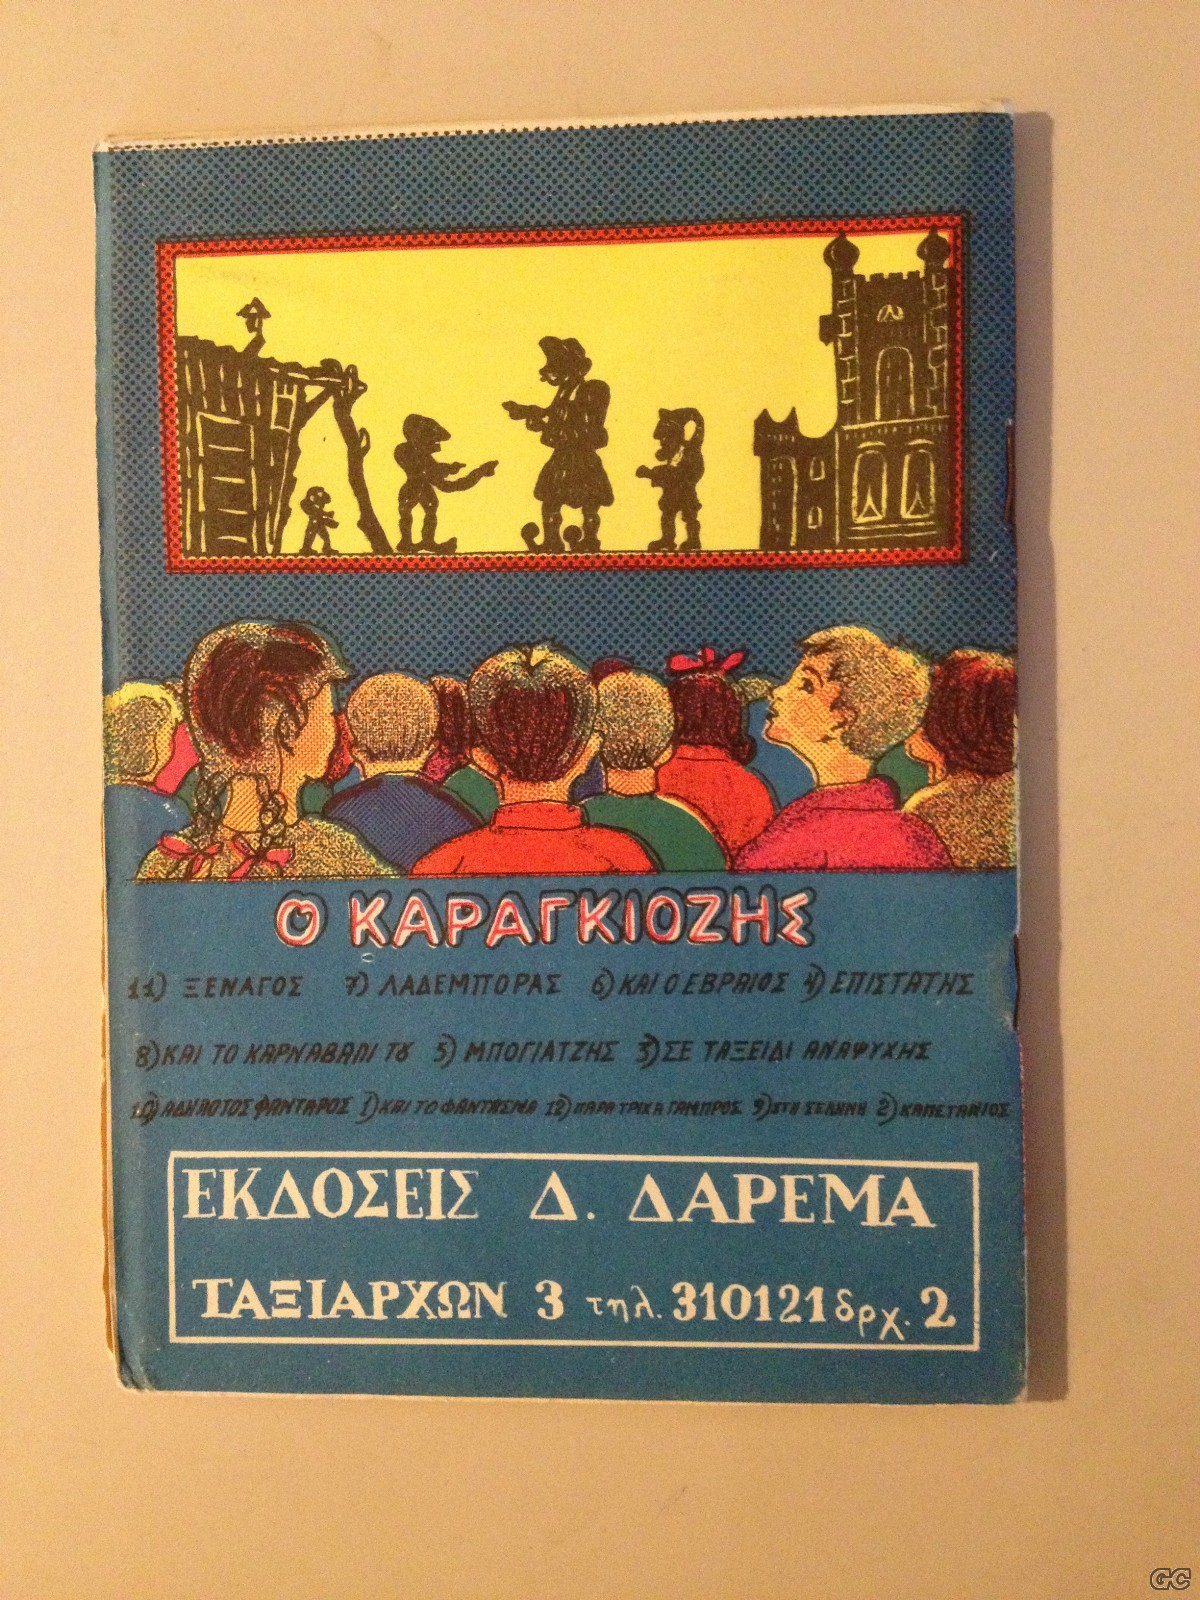 Ο ΚΑΡΑΓΚΙΟΖΗΣ
11) ΞΕΝΑΓΟΣ 7) ΛΑΔΕΜΠΟΡΑΣ 6) ΚΑΙ Ο ΕΒΡΑΙΟΣ 4) ΕΠΙΣΤΑΤΗΣ
8) ΚΑΙ ΤΟ ΚΑΡΝΑΒΑΛΙ ΤΟΥ 5) ΜΠΟΓΙΑΤΖΗΣ 3) ΣΕ ΤΑΞΕΙΔΙ ΑΝΑΨΥΧΗΣ
10) ΑΔΗΛΩΤΟΣ ΦΑΝΤΑΡΟΣ 1) ΚΑΙ ΤΟ ΦΑΝΤΑΣΜΑ 12) ΠΑΡΑ ΤΡΙΧΑ ΓΑΜΠΡΟΣ 9) ΣΤΗ ΣΕΛΗΝΗ 2) ΚΑΠΕΤΑΝΙΟΣ
ΕΚΔΟΣΕΙΣ Δ. ΔΑΡΕΜΑ
ΤΑΞΙΑΡΧΩΝ 3 τηλ. 310121 δρχ. 2
GC